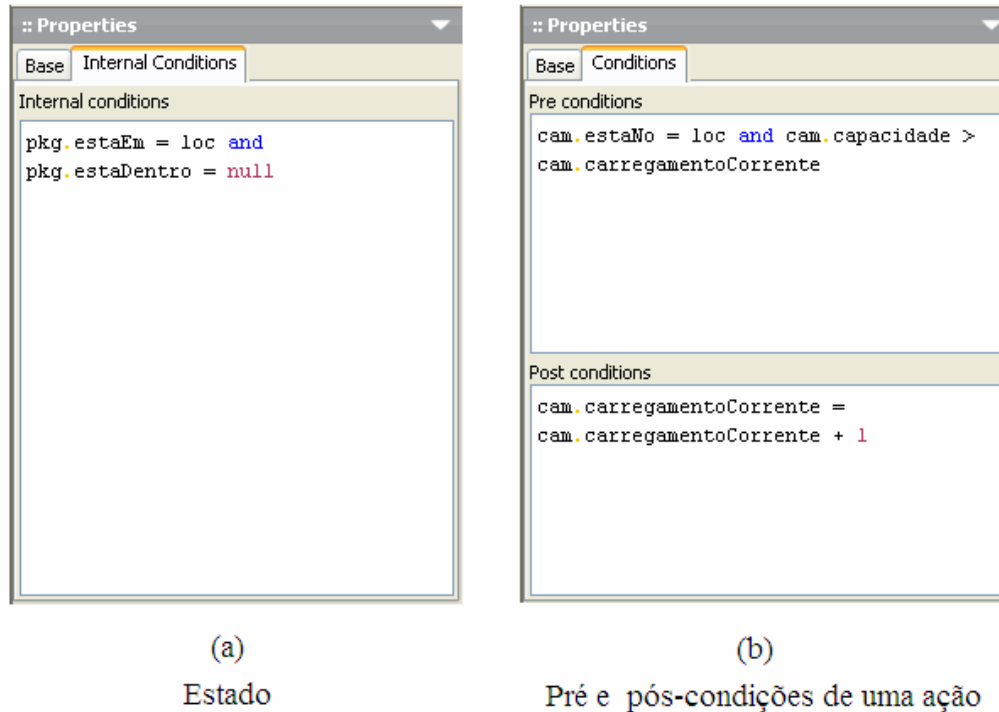 :: Properties
Base Internal Conditions
Internal conditions
pkg.estaEm = loc and
pkg.estaDentro = null
(a)
Estado
:: Properties
Base Conditions
Pre conditions
cam.estaNo = loc and cam.capacidade >
cam.carregamentoCorrente
Post conditions
cam.carregamentoCorrente =
cam.carregamentoCorrente + 1
(b)
Pré e pós-condições de uma ação